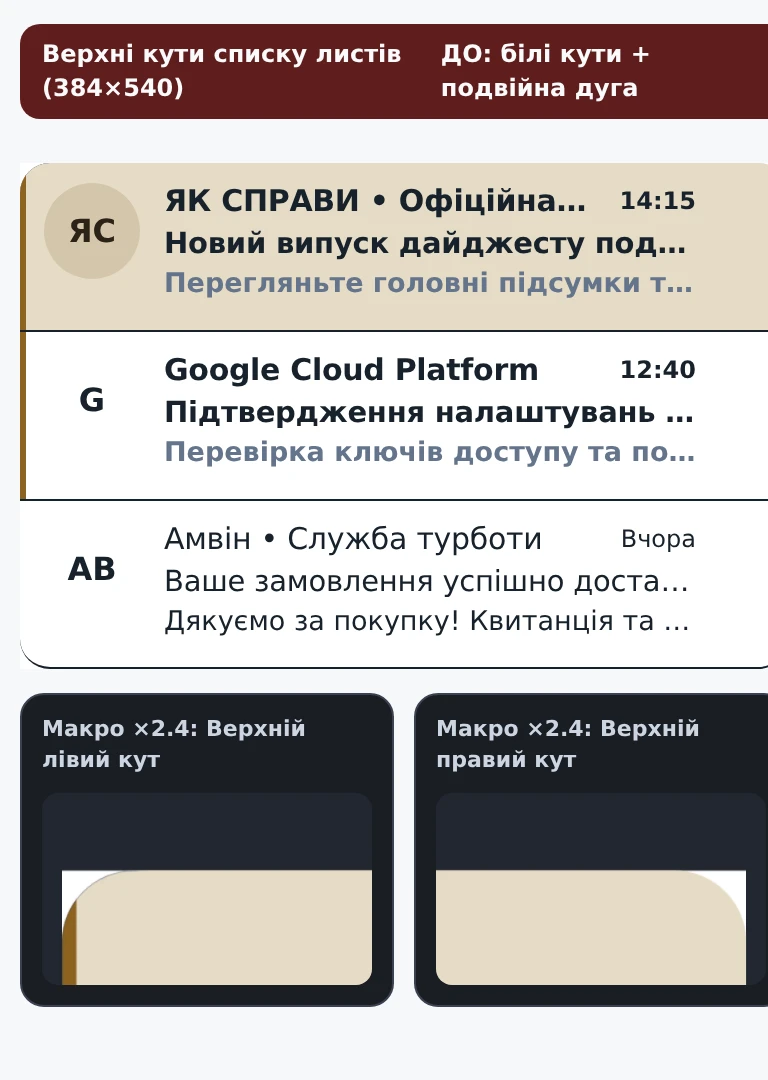 Верхні кути списку листів
(384×540)
ДО: білі кути +
подвійна дуга
ЯС
ЯК СПРАВИ • Офіційна…
14:15
Новий випуск дайджесту под…
Перегляньте головні підсумки т…
G
Google Cloud Platform
12:40
Підтвердження налаштувань …
Перевірка ключів доступу та по…
АВ
Амвін • Служба турботи
Вчора
Ваше замовлення успішно доста…
Дякуємо за покупку! Квитанція та …
Макро ×2.4: Верхній
лівий кут
Макро ×2.4: Верхній
правий кут